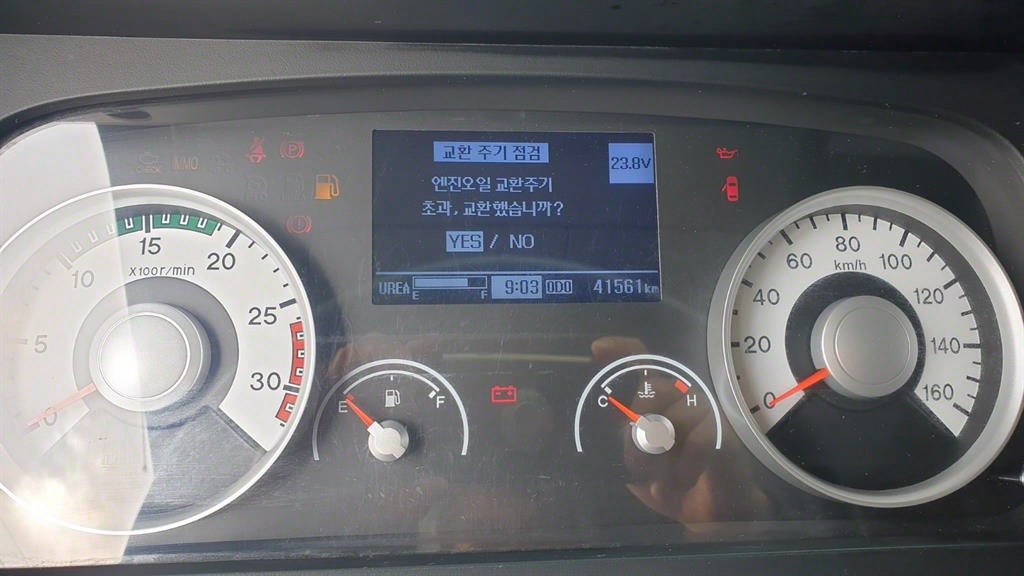 교환 주기 점검
23.8V
엔진오일 교환주기
초과, 교환했습니까?
YES / NO
UREA E F 9:03 ODO 41561km
CHECK
MMO
P
0 5 10 15 20 25 30
X100r/min
E F
C H
0 20 40 60 80 100 120 140 160
km/h